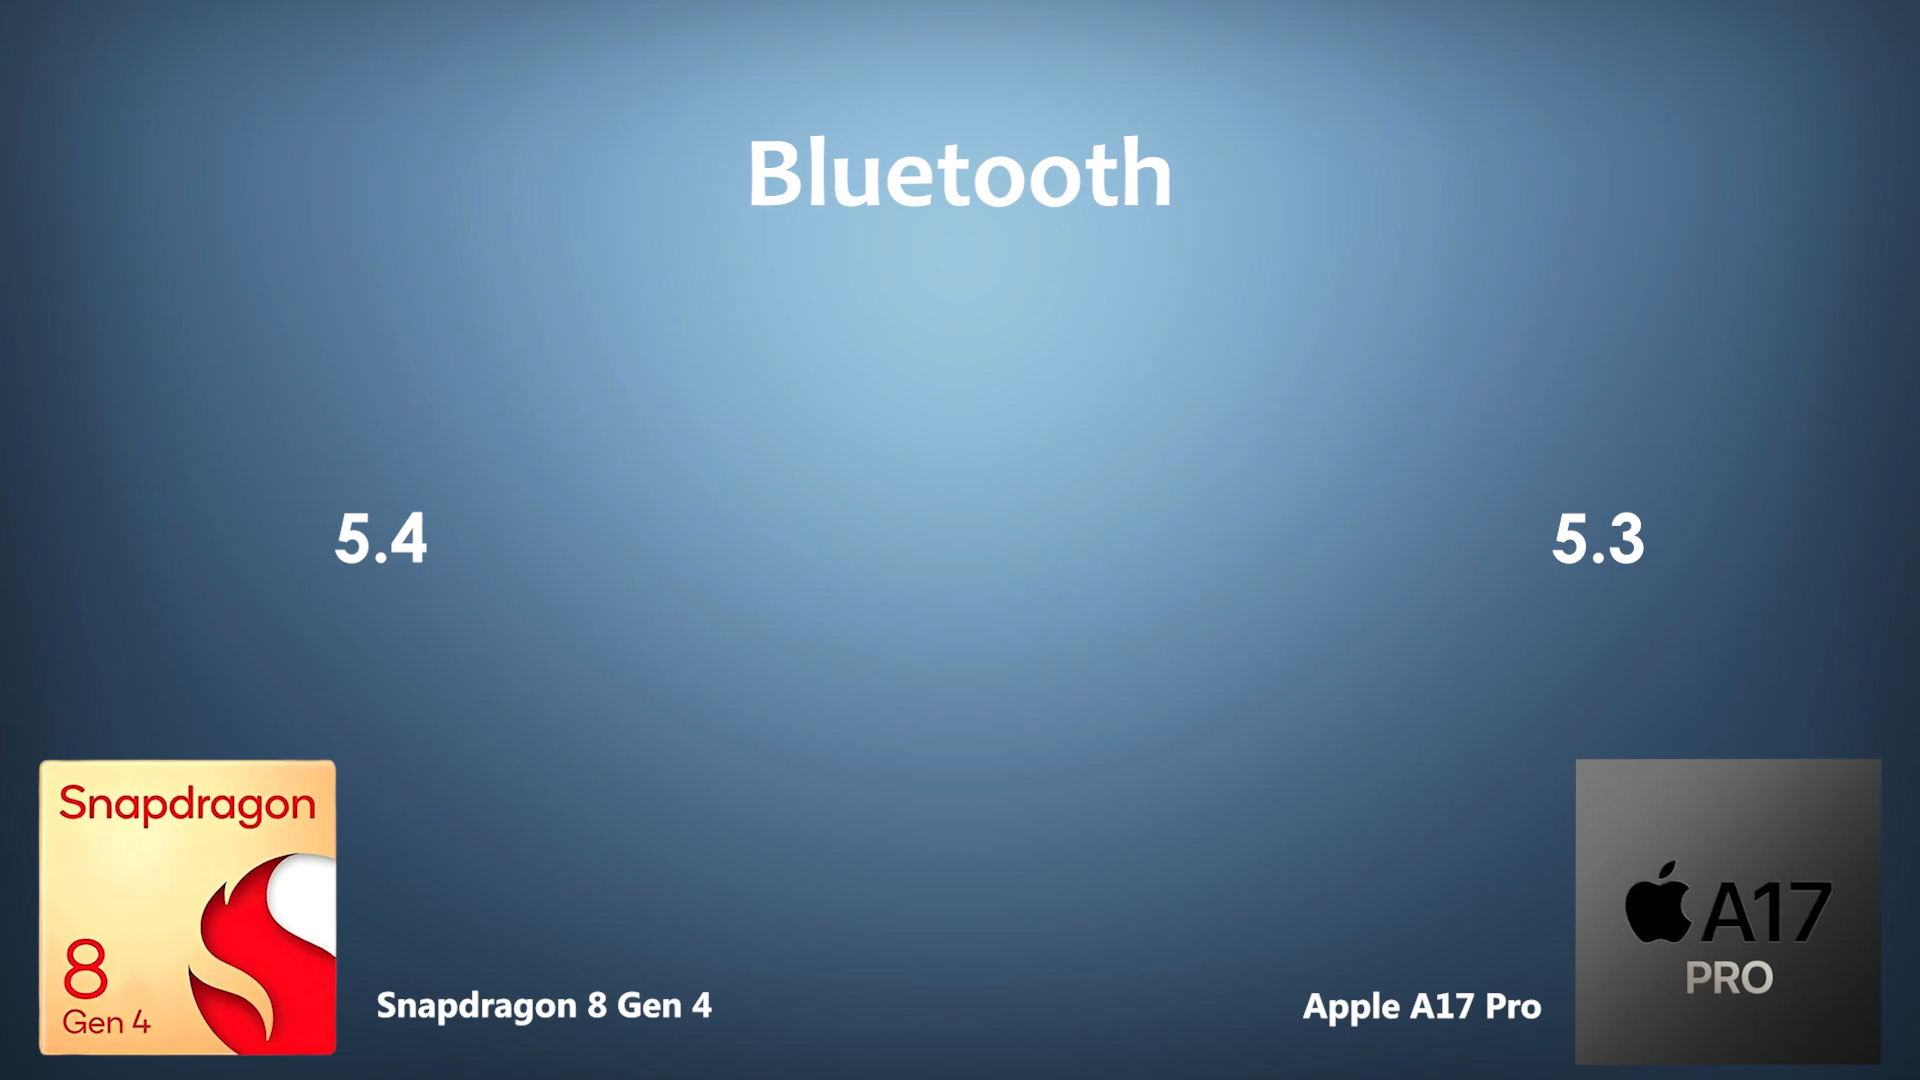 Bluetooth
5.4
5.3
Snapdragon
8
Gen 4
Snapdragon 8 Gen 4
Apple A17 Pro
A17
PRO